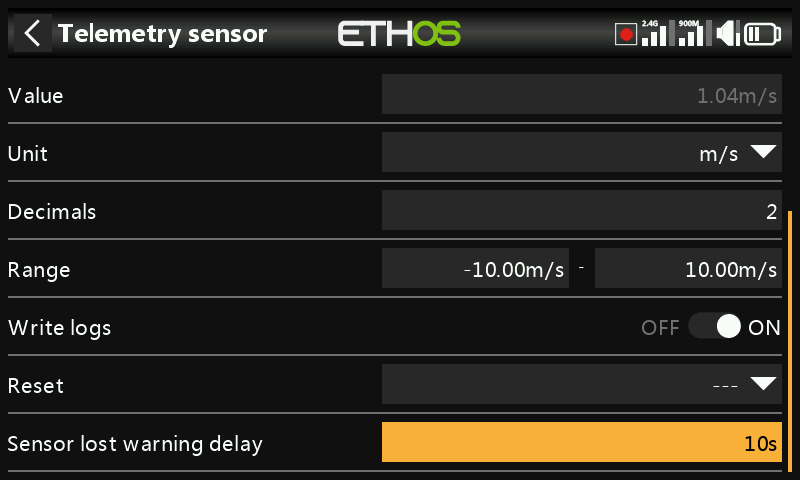 Telemetry sensor ETHOS 2.4G 900M
Value 1.04m/s
Unit m/s
Decimals 2
Range -10.00m/s - 10.00m/s
Write logs OFF ON
Reset ---
Sensor lost warning delay 10s